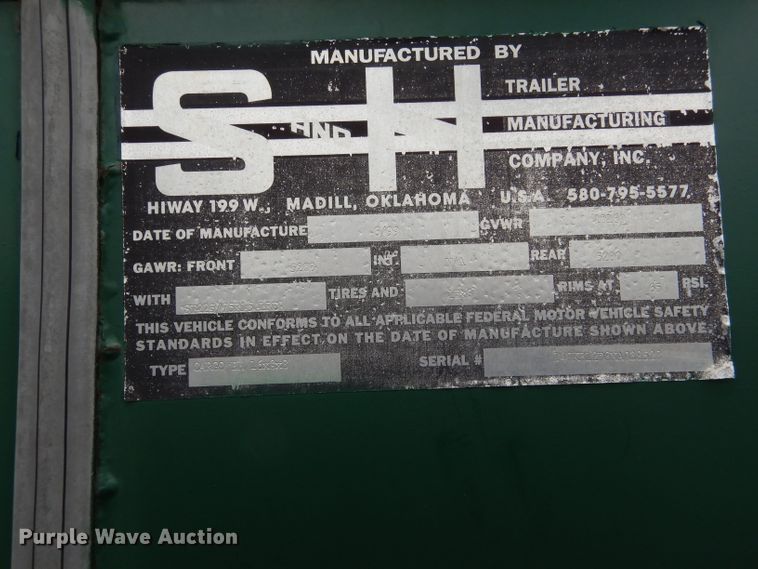 MANUFACTURED BY
S AND H TRAILER
MANUFACTURING
COMPANY, INC.
HIWAY 199 W., MADILL, OKLAHOMA U.S.A. 580-795-5577
DATE OF MANUFACTURE GVWR
GAWR: FRONT INT. REAR
WITH TIRES AND RIMS AT PSI.
THIS VEHICLE CONFORMS TO ALL APPLICABLE FEDERAL MOTOR VEHICLE SAFETY
STANDARDS IN EFFECT ON THE DATE OF MANUFACTURE SHOWN ABOVE.
TYPE SERIAL #
Purple Wave Auction